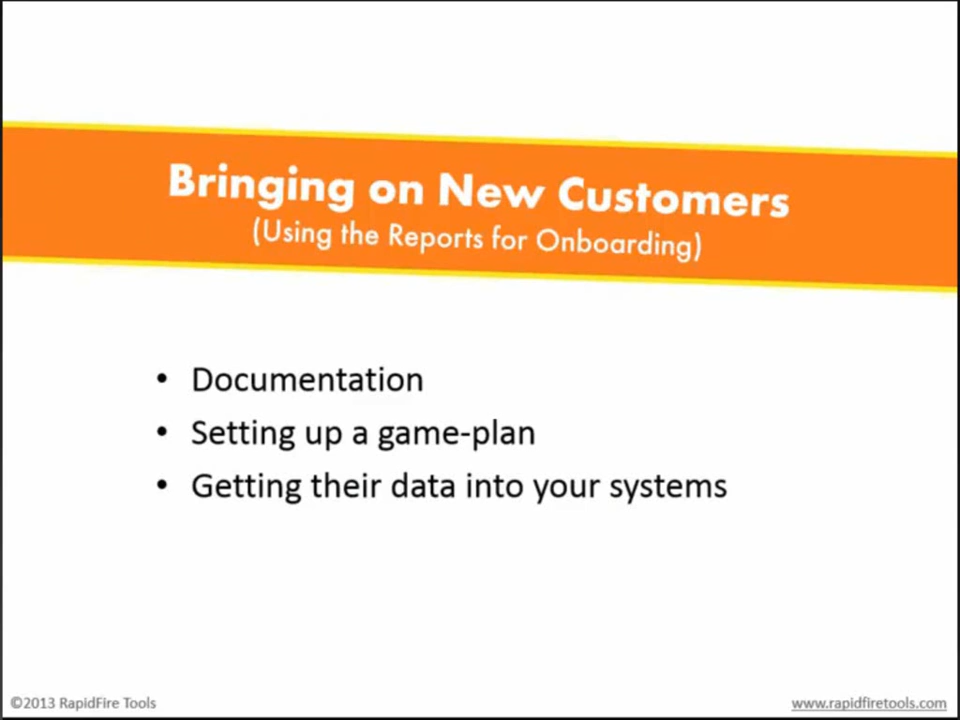 Bringing on New Customers
(Using the Reports for Onboarding)
• Documentation
• Setting up a game-plan
• Getting their data into your systems
©2013 RapidFire Tools
www.rapidfiretools.com